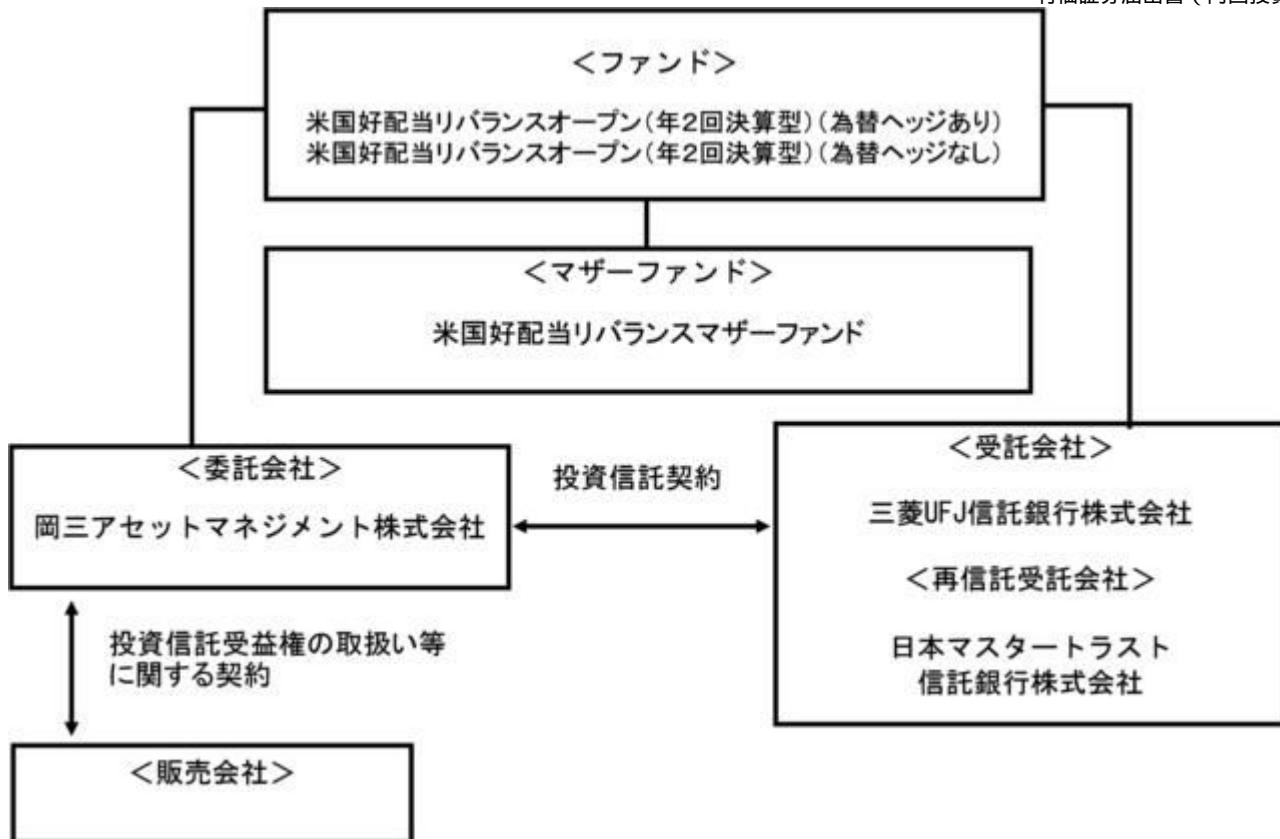 <ファンド>
米国好配当リバランスオープン(年2回決算型)(為替ヘッジあり)
米国好配当リバランスオープン(年2回決算型)(為替ヘッジなし)
<マザーファンド>
米国好配当リバランスマザーファンド
<委託会社>
岡三アセットマネジメント株式会社
投資信託契約
<受託会社>
三菱UFJ信託銀行株式会社
<再信託受託会社>
日本マスタートラスト
信託銀行株式会社
投資信託受益権の取扱い等
に関する契約
<販売会社>